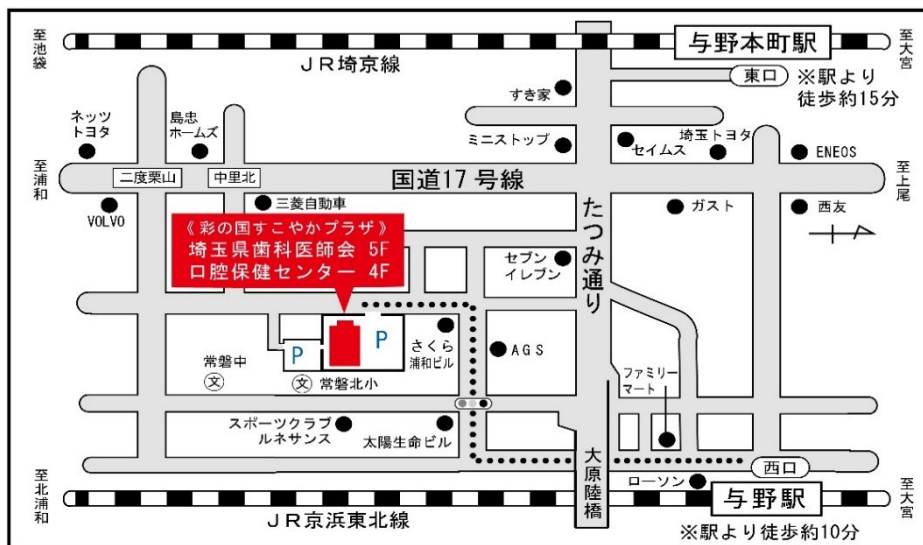 至池袋
与野本町駅
至大宮
JR埼京線
東口
※駅より
徒歩約15分
すき家
ネッツ
トヨタ
島忠
ホームズ
ミニストップ
セイムス
埼玉トヨタ
ENEOS
至浦和
二度栗山
中里北
国道17号線
至上尾
VOLVO
三菱自動車
たつみ通り
ガスト
西友
《彩の国すこやかプラザ》
埼玉県歯科医師会 5F
口腔保健センター 4F
セブン
イレブン
P
P
さくら
浦和ビル
AGS
常磐中
文
文
常磐北小
ファミリー
マート
スポーツクラブ
ルネサンス
太陽生命ビル
大原陸橋
西口
ローソン
至北浦和
与野駅
至大宮
JR京浜東北線
※駅より徒歩約10分